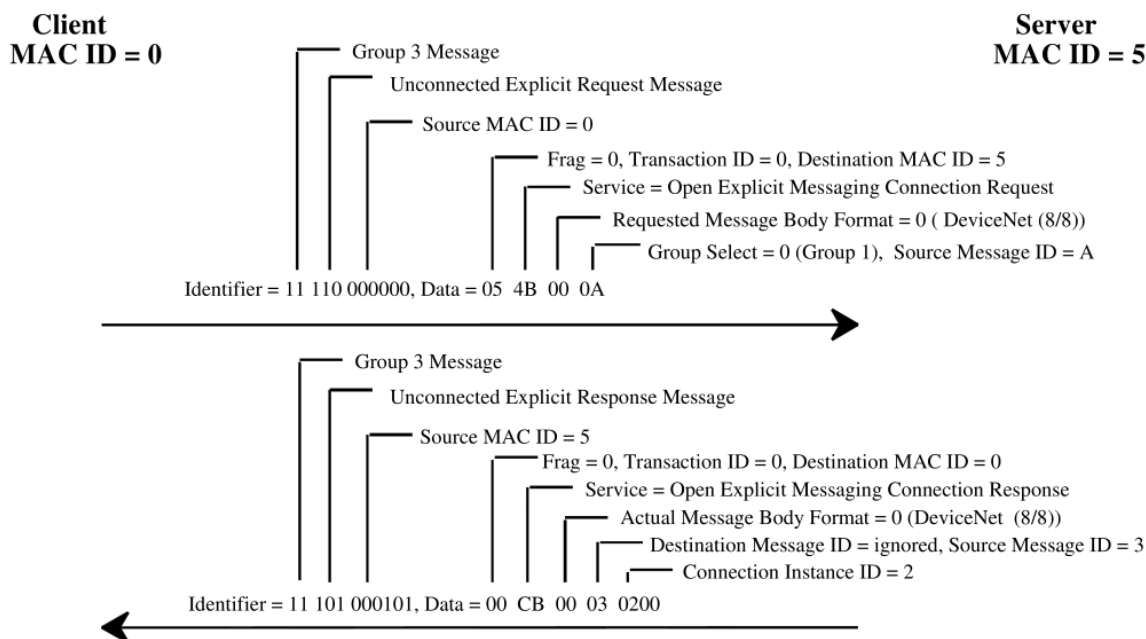 Client
MAC ID = 0
Server
MAC ID = 5
Group 3 Message
Unconnected Explicit Request Message
Source MAC ID = 0
Frag = 0, Transaction ID = 0, Destination MAC ID = 5
Service = Open Explicit Messaging Connection Request
Requested Message Body Format = 0 ( DeviceNet (8/8))
Group Select = 0 (Group 1), Source Message ID = A
Identifier = 11 110 000000, Data = 05 4B 00 0A
Group 3 Message
Unconnected Explicit Response Message
Source MAC ID = 5
Frag = 0, Transaction ID = 0, Destination MAC ID = 0
Service = Open Explicit Messaging Connection Response
Actual Message Body Format = 0 (DeviceNet (8/8))
Destination Message ID = ignored, Source Message ID = 3
Connection Instance ID = 2
Identifier = 11 101 000101, Data = 00 CB 00 03 0200